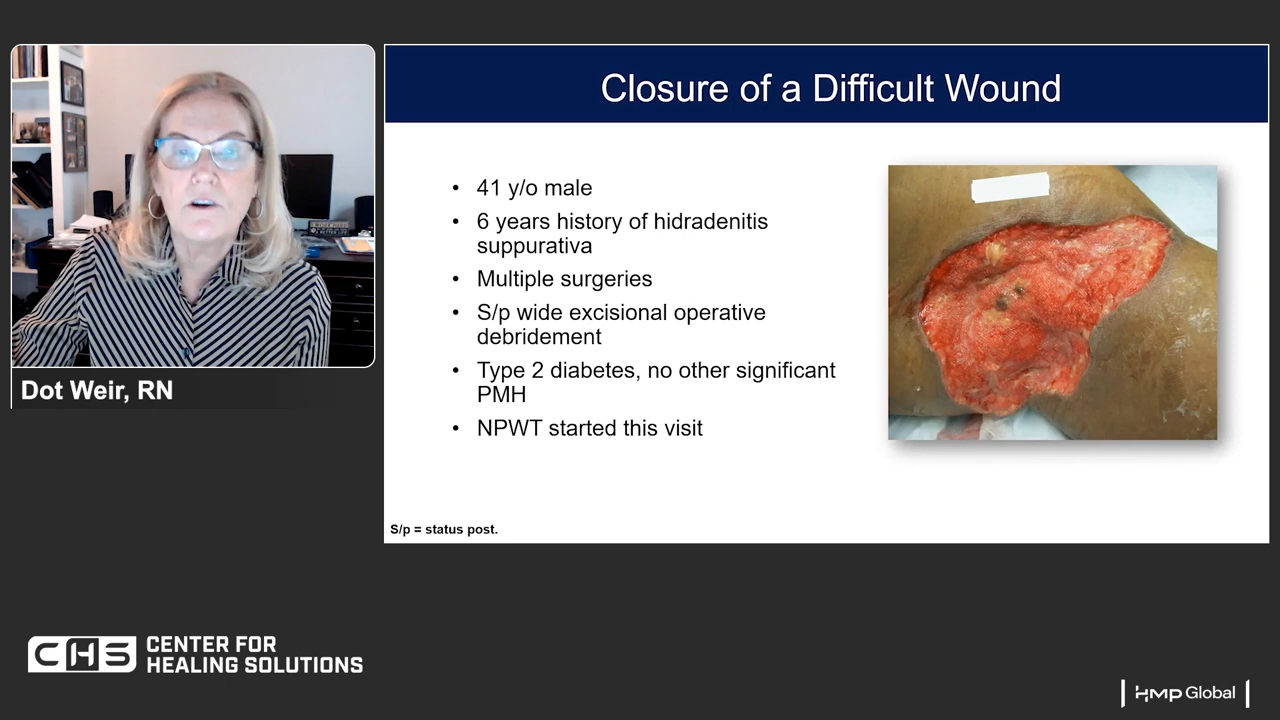 Closure of a Difficult Wound
• 41 y/o male
• 6 years history of hidradenitis
suppurativa
• Multiple surgeries
• S/p wide excisional operative
debridement
• Type 2 diabetes, no other significant
PMH
• NPWT started this visit
S/p = status post.
Dot Weir, RN
CHS CENTER FOR
HEALING SOLUTIONS
HMP Global